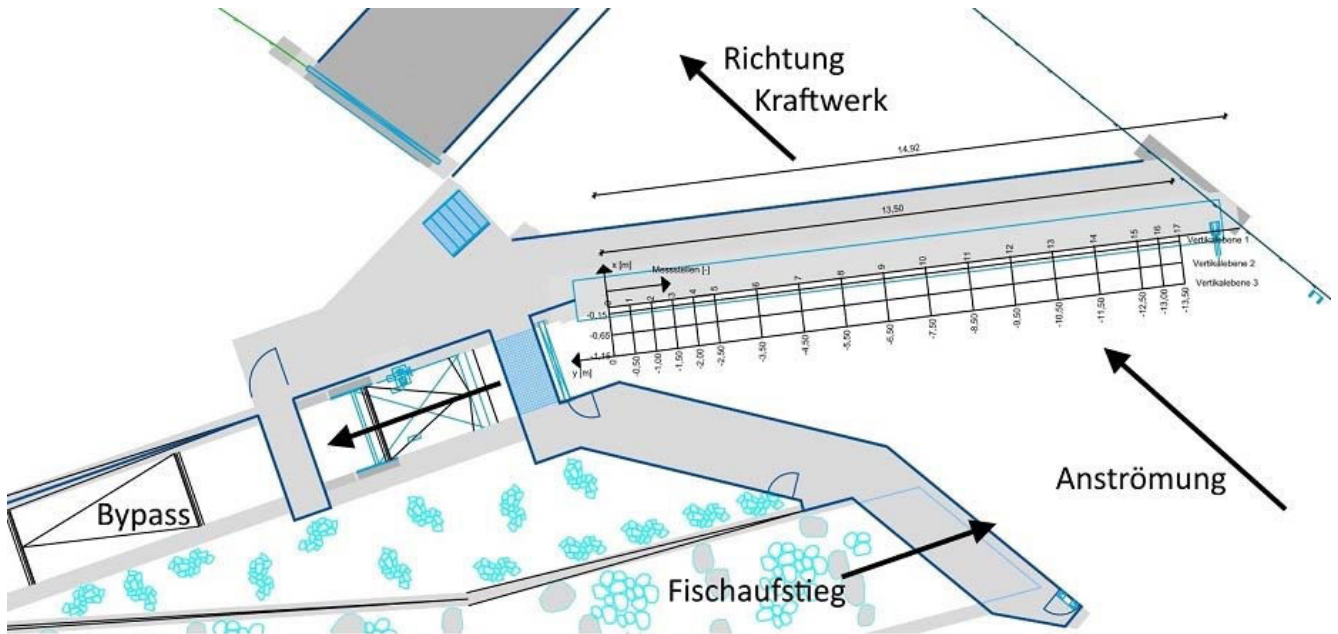 Richtung
Kraftwerk
14,92
13,50
x [m]
Messstellen [-]
0 1 2 3 4 5 6 7 8 9 10 11 12 13 14 15 16 17
Vertikalebene 1
Vertikalebene 2
Vertikalebene 3
-0,15
-0,65
-1,15
y [m]
0 -0,50 -1,00 -1,50 -2,00 -2,50 -3,50 -4,50 -5,50 -6,50 -7,50 -8,50 -9,50 -10,50 -11,50 -12,50 -13,00 -13,50
Anströmung
Bypass
Fischaufstieg